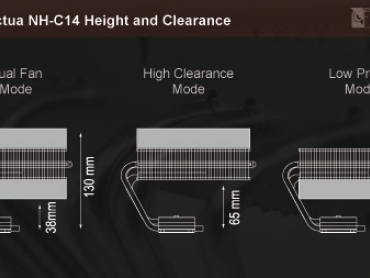 ctua NH-C14 Height and Clearance
ual Fan
Mode
High Clearance
Mode
Low Pr
Mod
130 mm
38mm
65 mm